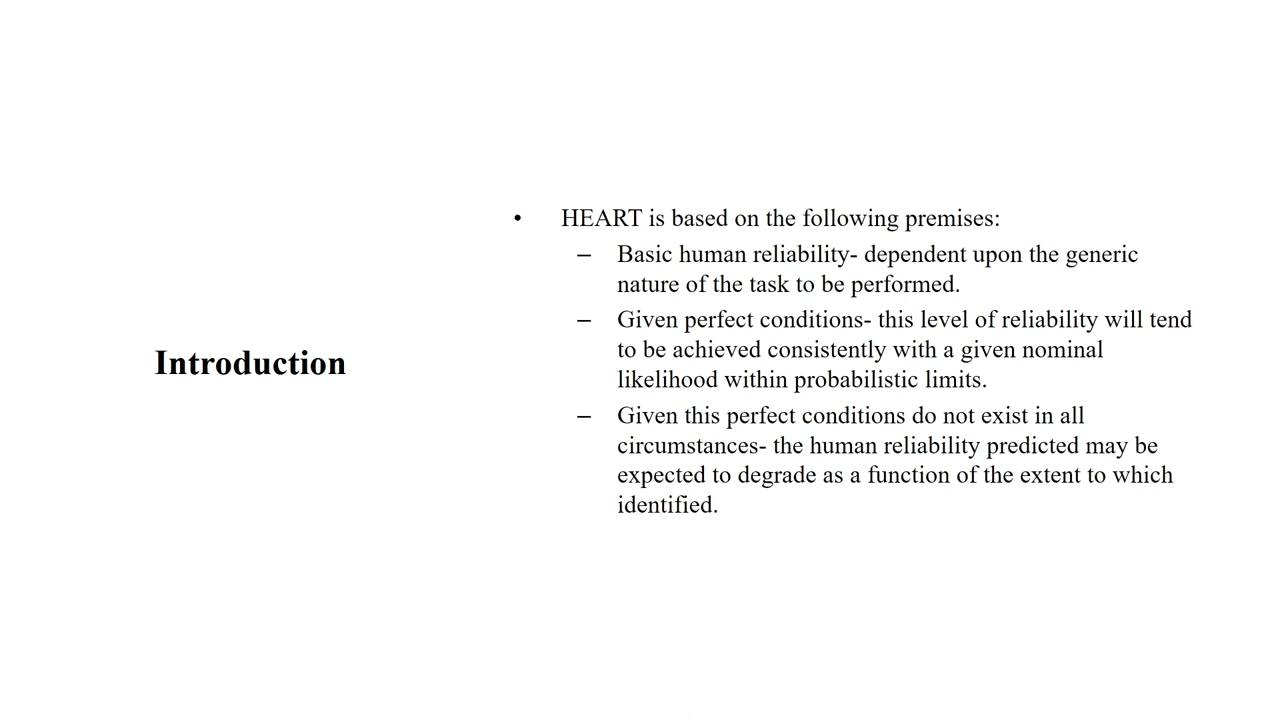 Introduction
• HEART is based on the following premises:
– Basic human reliability- dependent upon the generic
nature of the task to be performed.
– Given perfect conditions- this level of reliability will tend
to be achieved consistently with a given nominal
likelihood within probabilistic limits.
– Given this perfect conditions do not exist in all
circumstances- the human reliability predicted may be
expected to degrade as a function of the extent to which
identified.